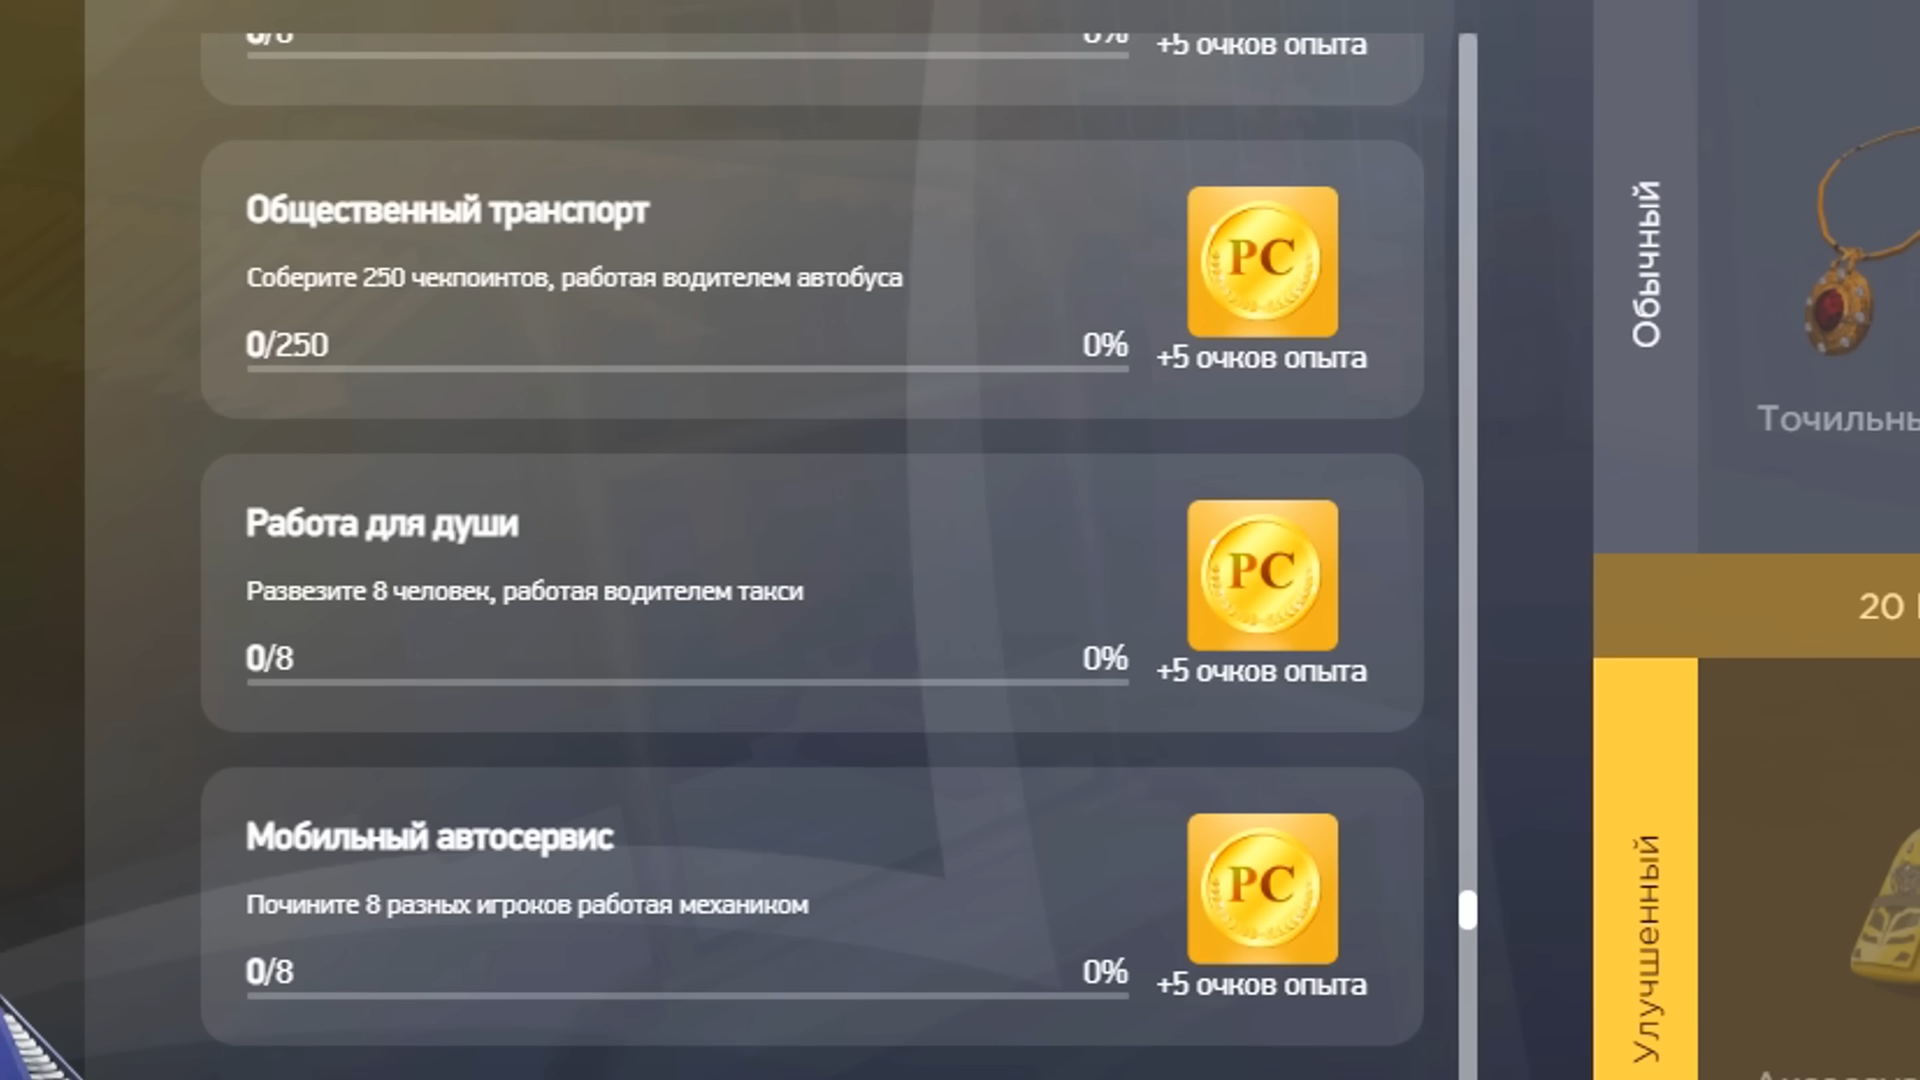 +5 очков опыта
Общественный транспорт
Соберите 250 чекпоинтов, работая водителем автобуса
0/250
0%
PC
+5 очков опыта
Работа для души
Развезите 8 человек, работая водителем такси
0/8
0%
PC
+5 очков опыта
Мобильный автосервис
Почините 8 разных игроков работая механиком
0/8
0%
PC
+5 очков опыта
Обычный
20
Улучшенный